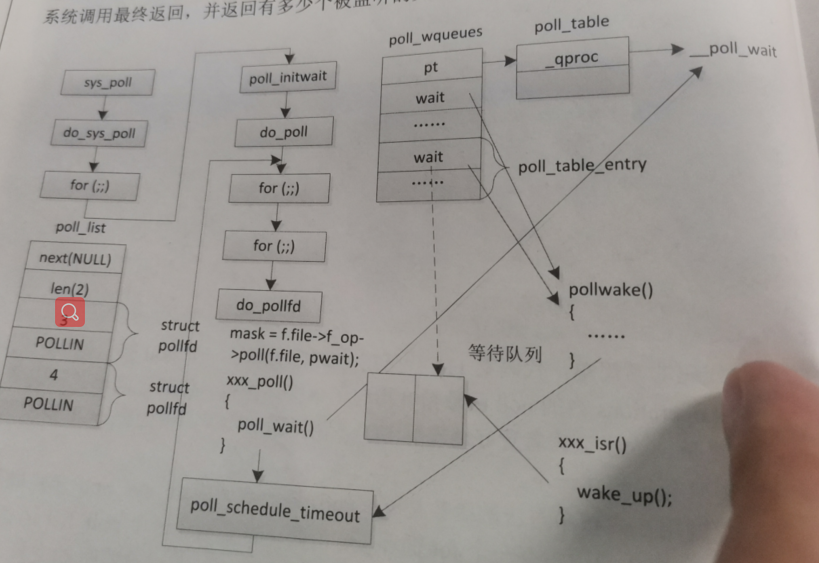 系统调用最终返回，并返回有多少个被监听的
sys_poll
do_sys_poll
for (;;)
poll_list
next(NULL)
len(2)
POLLIN
4
POLLIN
struct
pollfd
struct
pollfd
poll_initwait
do_poll
for (;;)
for (;;)
do_pollfd
mask = f.file->f_op-
>poll(f.file, pwait);
xxx_poll()
{
poll_wait()
}
poll_schedule_timeout
poll_wqueues
pt
wait
......
wait
......
poll_table
_qproc
__poll_wait
poll_table_entry
pollwake()
{
......
}
等待队列
xxx_isr()
{
wake_up();
}